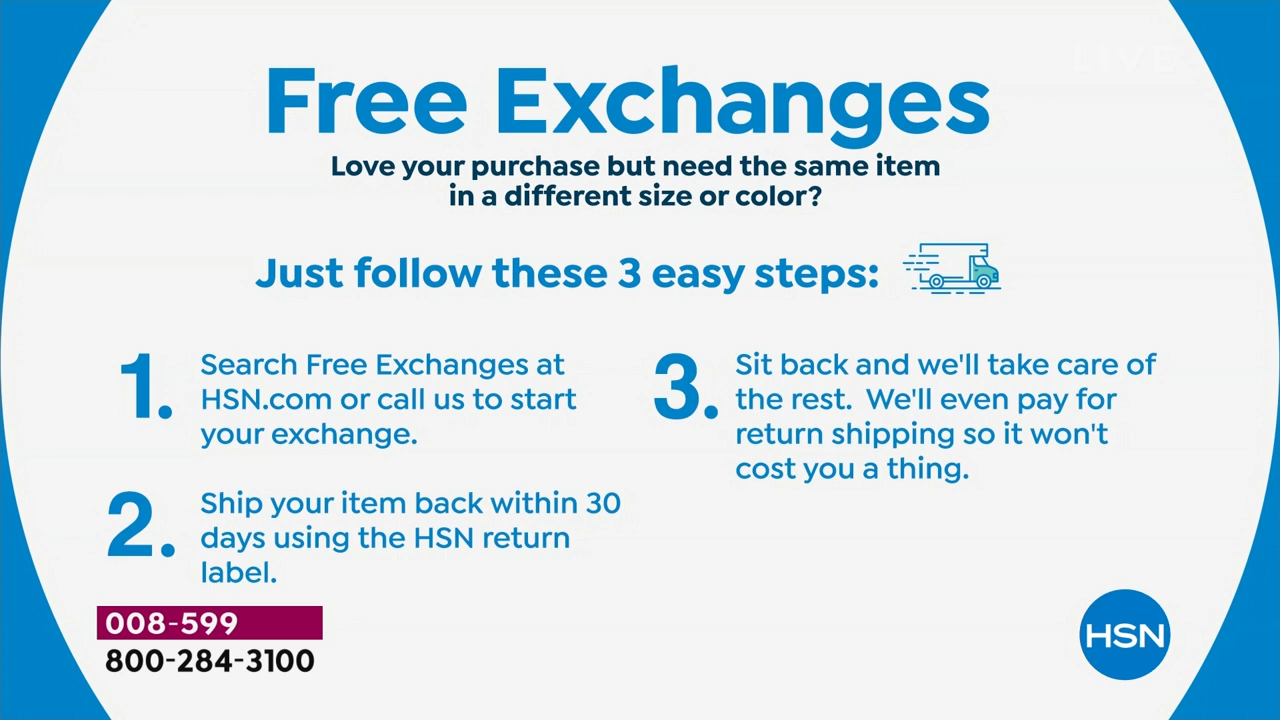 LIVE
Free Exchanges
Love your purchase but need the same item
in a different size or color?
Just follow these 3 easy steps:
1. Search Free Exchanges at
HSN.com or call us to start
your exchange.
2. Ship your item back within 30
days using the HSN return
label.
3. Sit back and we'll take care of
the rest.  We'll even pay for
return shipping so it won't
cost you a thing.
008-599
800-284-3100
HSN